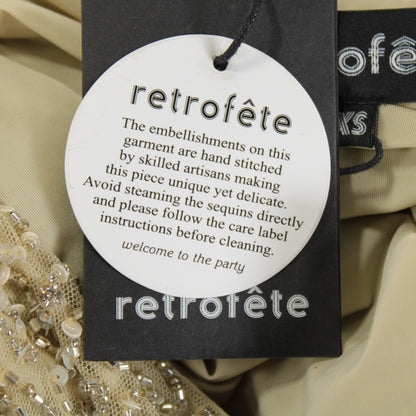 retrofête
The embellishments on this
garment are hand stitched
by skilled artisans making
this piece unique yet delicate.
Avoid steaming the sequins directly
and please follow the care label
instructions before cleaning.
welcome to the party
retrofête
retrofê
XS